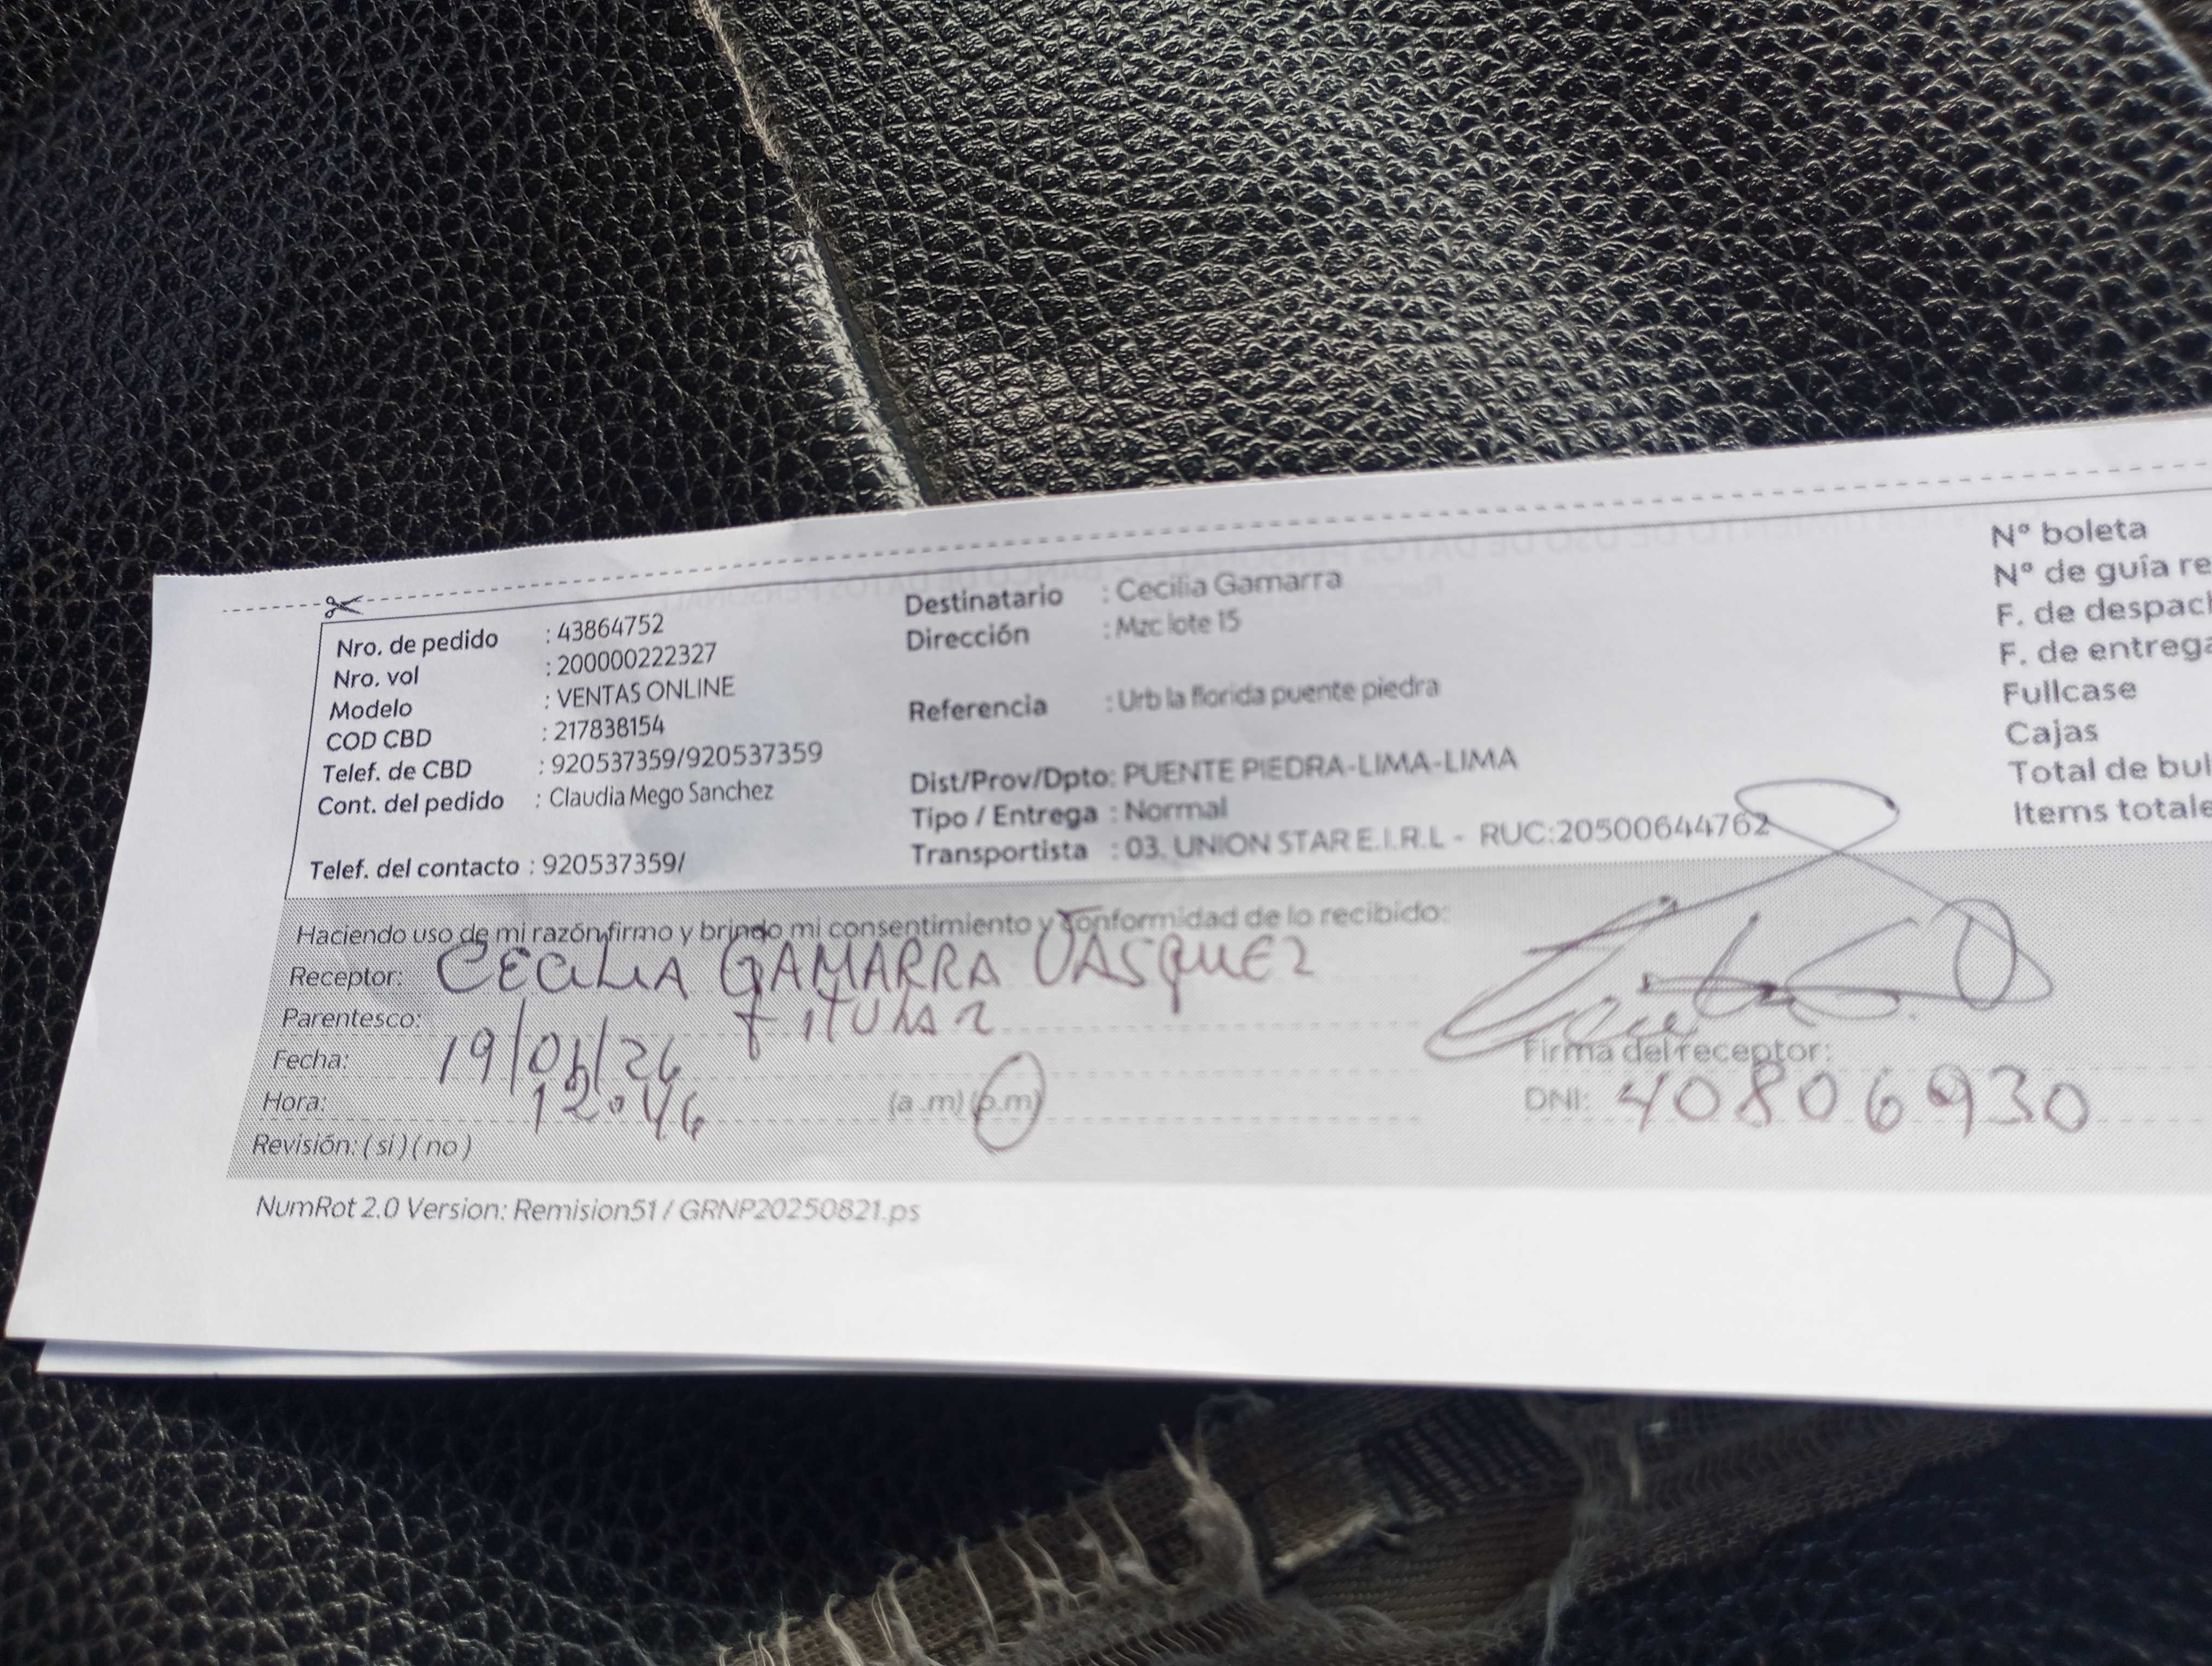 Nro. de pedido : 43864752
Nro. vol : 200000222327
Modelo : VENTAS ONLINE
COD CBD : 217838154
Telef. de CBD : 920537359/920537359
Cont. del pedido : Claudia Mego Sanchez
Telef. del contacto : 920537359/
Destinatario : Cecilia Gamarra
Dirección : Mzc lote 15
Referencia : Urb la florida puente piedra
Dist/Prov/Dpto: PUENTE PIEDRA-LIMA-LIMA
Tipo / Entrega : Normal
Transportista : 03. UNION STAR E.I.R.L - RUC:20500644762
Nº boleta
Nº de guía re
F. de despach
F. de entrega
Fullcase
Cajas
Total de bul
Items totale
Haciendo uso de mi razón, firmo y brindo mi consentimiento y conformidad de lo recibido:
Receptor: CECILIA GAMARRA VASQUEZ
Parentesco: TITULAR
Fecha: 19/01/26
Hora: 12:46 (a.m) (p.m)
Revisión: (si) (no)
Firma del receptor:
DNI: 40806930
NumRot 2.0 Version: Remision51 / GRNP20250821.ps